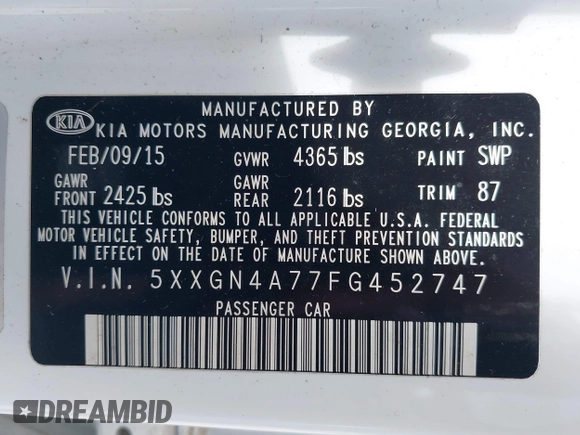 MANUFACTURED BY
KIA KIA MOTORS MANUFACTURING GEORGIA, INC.
FEB/09/15 GVWR 4365 lbs PAINT SWP
GAWR FRONT 2425 lbs GAWR REAR 2116 lbs TRIM 87
THIS VEHICLE CONFORMS TO ALL APPLICABLE U.S.A. FEDERAL
MOTOR VEHICLE SAFETY, BUMPER, AND THEFT PREVENTION
STANDARDS IN EFFECT ON THE DATE OF MANUFACTURE SHOWN ABOVE.
V.I.N. 5XXGN4A77FG452747
PASSENGER CAR
DREAMBID